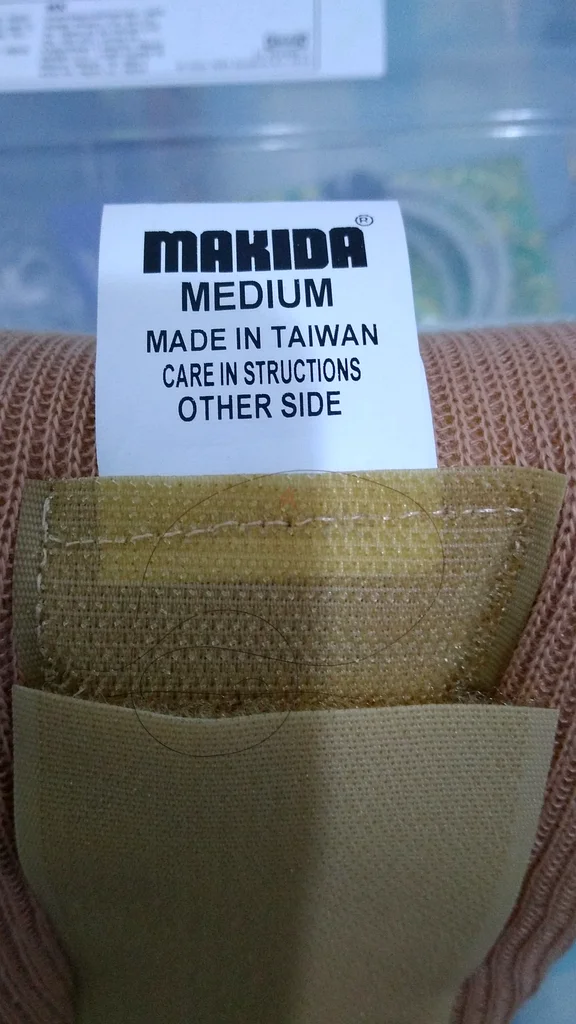 MAKIDA®
MEDIUM
MADE IN TAIWAN
CARE IN STRUCTIONS
OTHER SIDE